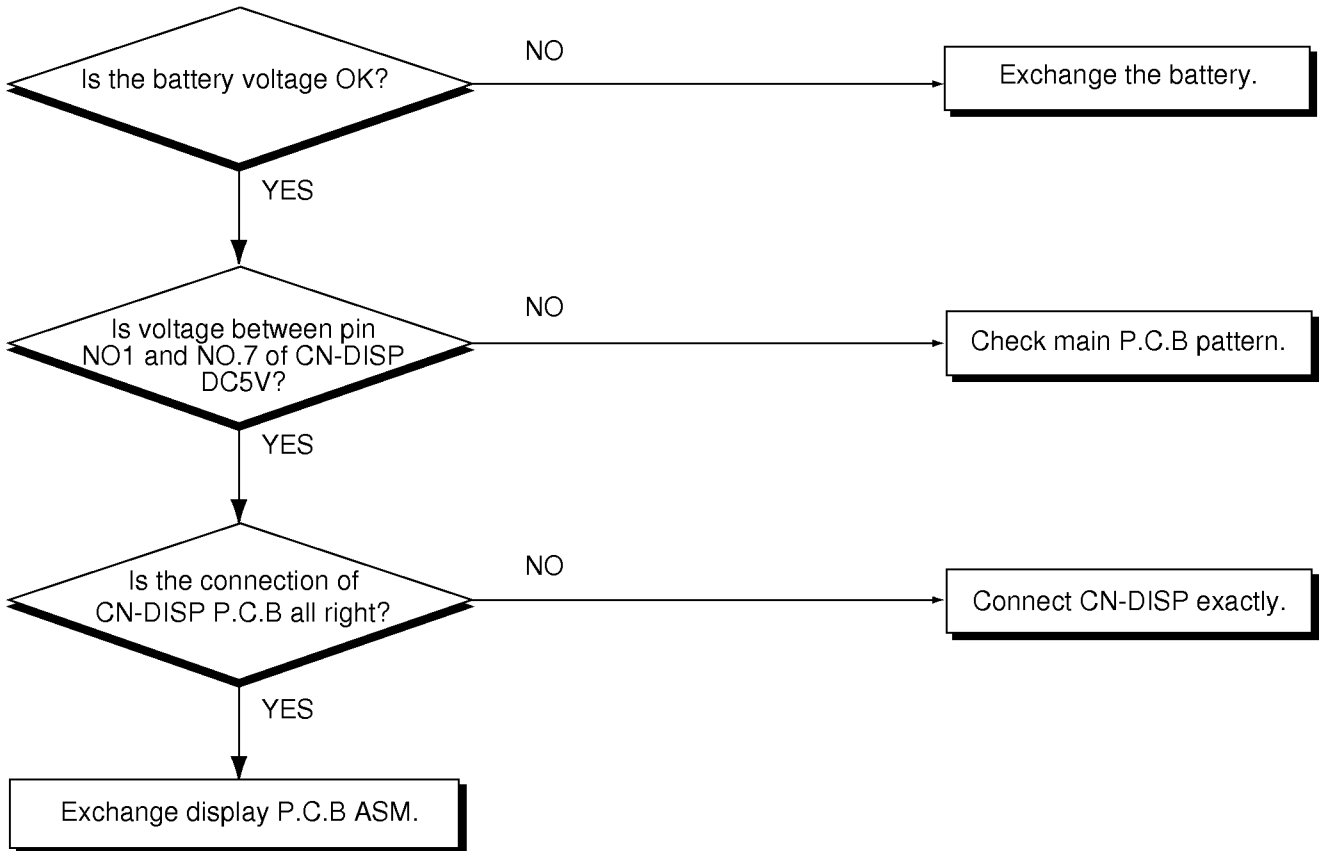 Is the battery voltage OK?
NO
Exchange the battery.
YES
Is voltage between pin
NO1 and NO.7 of CN-DISP
DC5V?
NO
Check main P.C.B pattern.
YES
Is the connection of
CN-DISP P.C.B all right?
NO
Connect CN-DISP exactly.
YES
Exchange display P.C.B ASM.